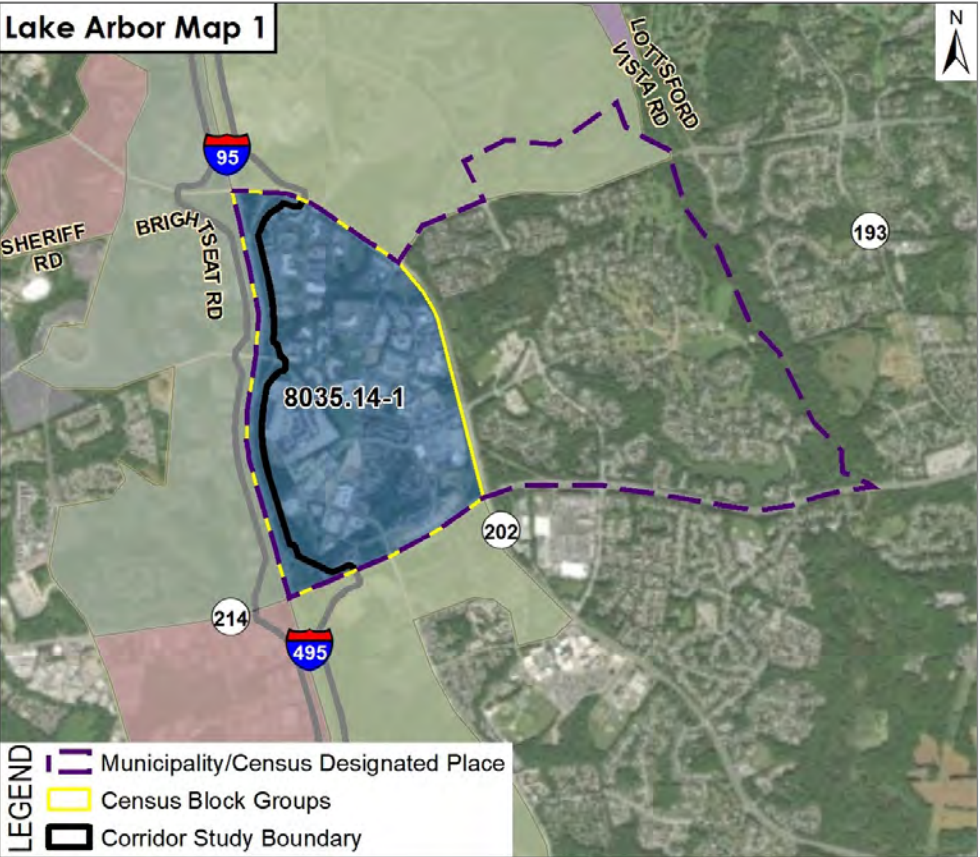 Lake Arbor Map 1
N
LOTTSFORD
VISTA RD
95
193
SHERIFF
RD
BRIGHTSEAT RD
8035.14-1
202
214
495
LEGEND
Municipality/Census Designated Place
Census Block Groups
Corridor Study Boundary